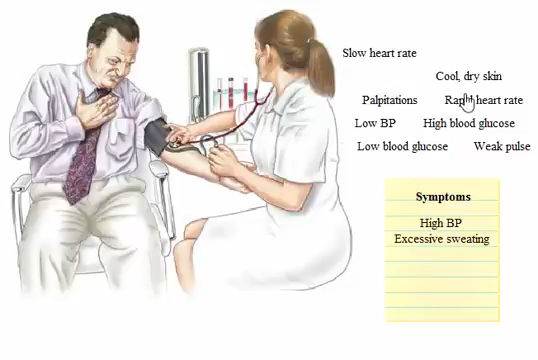 Slow heart rate
Cool, dry skin
Palpitations Rapid heart rate
Low BP High blood glucose
Low blood glucose Weak pulse
Symptoms
High BP
Excessive sweating